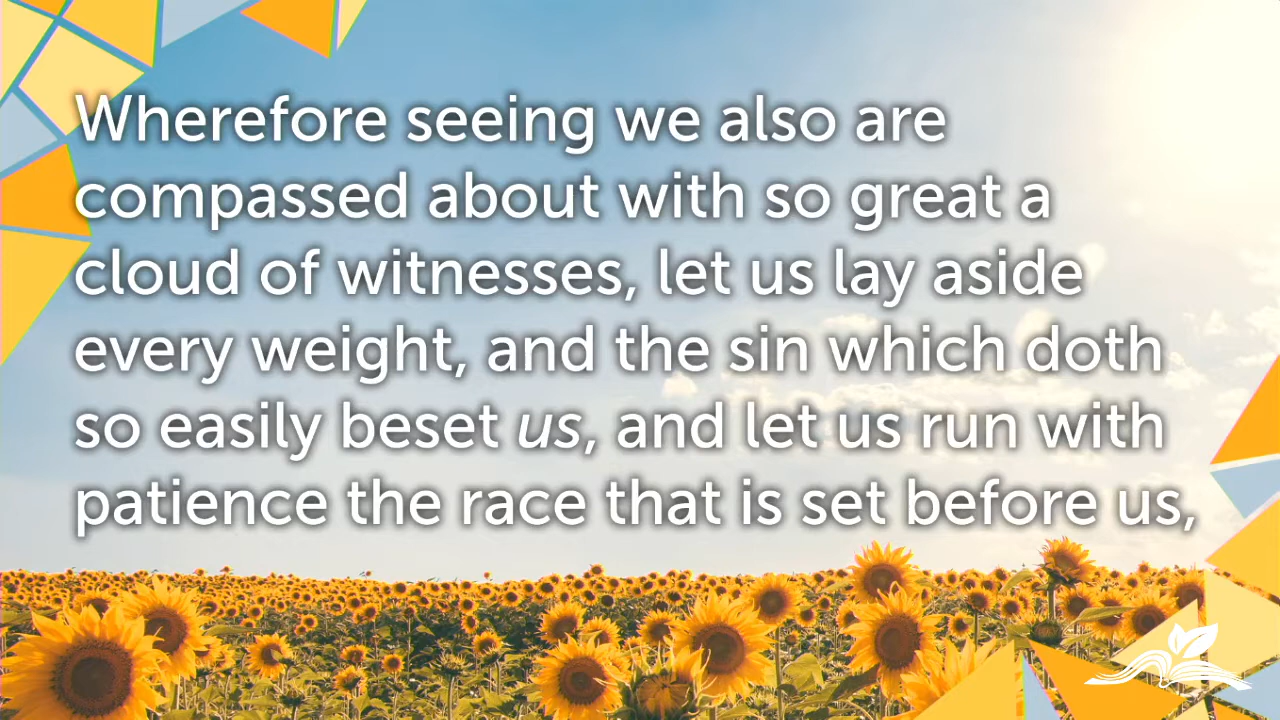 Wherefore seeing we also are
compassed about with so great a
cloud of witnesses, let us lay aside
every weight, and the sin which doth
so easily beset us, and let us run with
patience the race that is set before us,